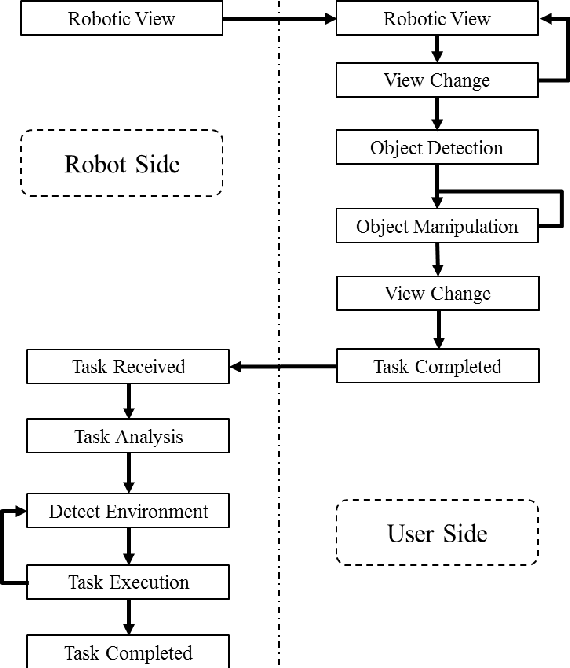 Robotic View
Robotic View
View Change
Object Detection
Robot Side
Object Manipulation
View Change
Task Received
Task Completed
Task Analysis
Detect Environment
User Side
Task Execution
Task Completed